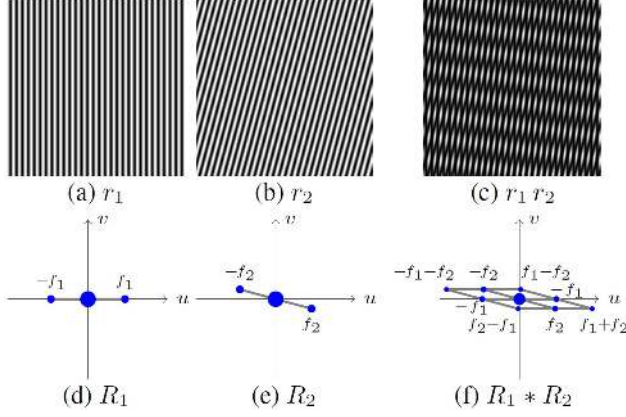 (a) r₁
(b) r₂
(c) r₁ r₂
v
−f₁
f₁
u
(d) R₁
v
−f₂
f₂
u
(e) R₂
v
−f₁−f₂
−f₂
f₁−f₂
−f₁
−f₁
u
f₂−f₁
f₂
f₁+f₂
(f) R₁ ∗ R₂